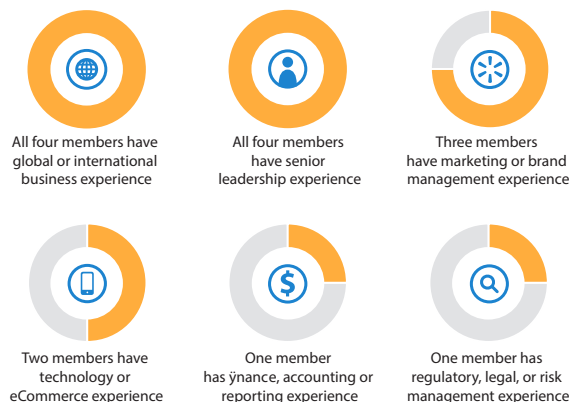 All four members have
global or international
business experience
All four members
have senior
leadership experience
Three members
have marketing or brand
management experience
$
Two members have
technology or
eCommerce experience
One member
has ÿnance, accounting or
reporting experience
One member has
regulatory, legal, or risk
management experience